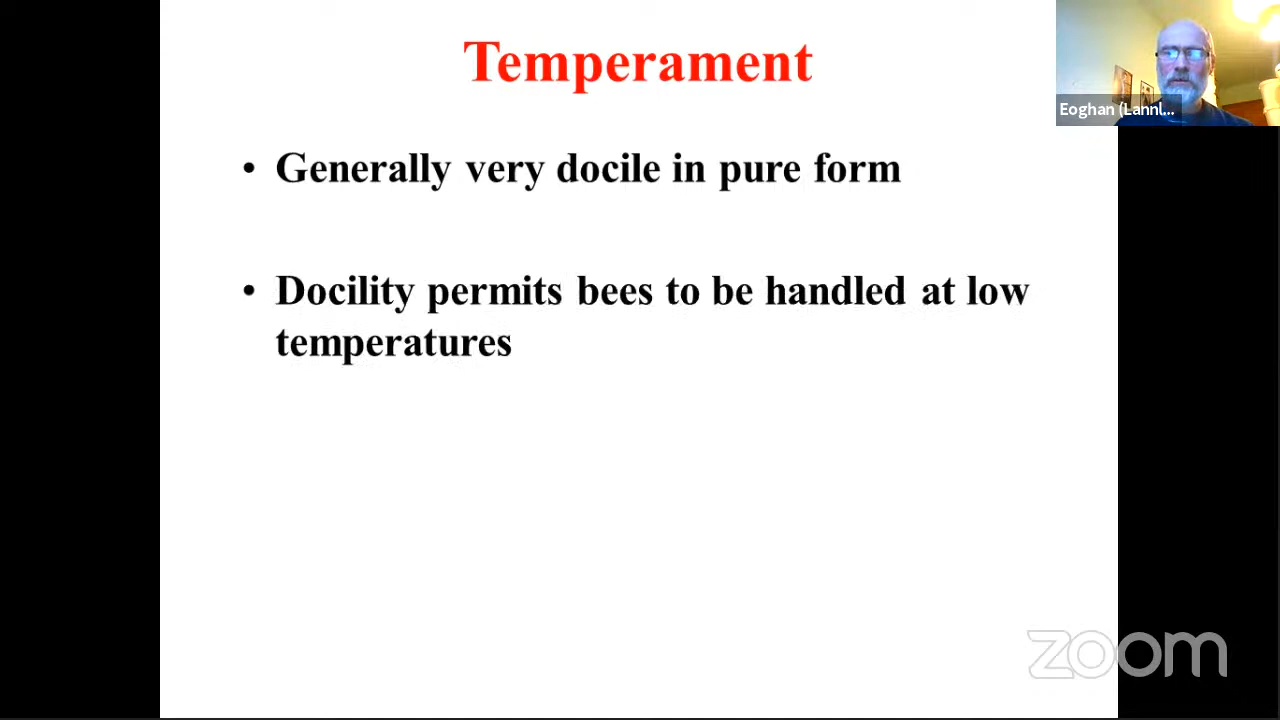 Temperament
Eoghan (Lannl...
• Generally very docile in pure form
• Docility permits bees to be handled at low
temperatures
zoom